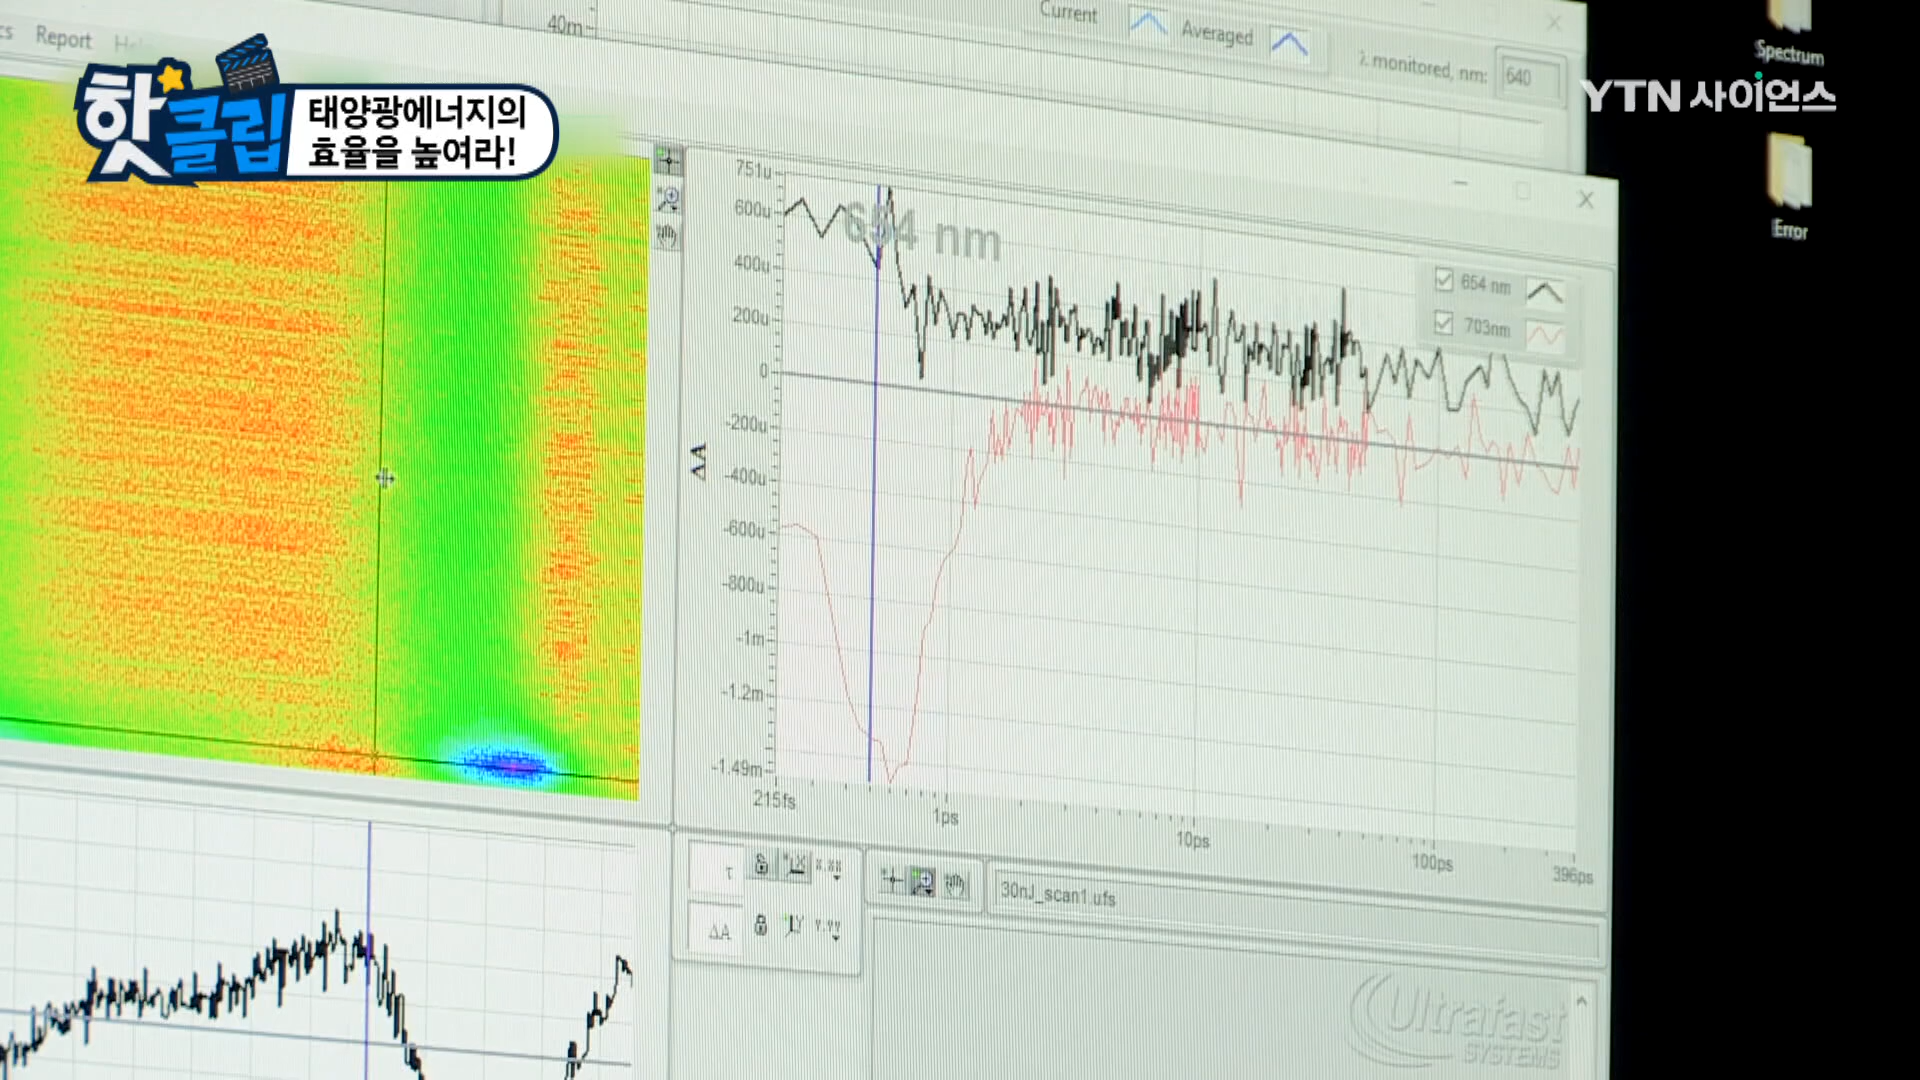 Report
40m
Current
Averaged
λ monitored, nm:
640
Spectrum
YTN 사이언스
핫클립
태양광에너지의
효율을 높여라!
Error
654 nm
654 nm
703nm
751u
600u
400u
200u
0
-200u
-400u
-600u
-800u
-1m
-1.2m
-1.49m
ΔA
215fs
1ps
10ps
100ps
396ps
τ
X.XX
30nJ_scan1.ufs
ΔA
Y.YY
Ultrafast
SYSTEMS